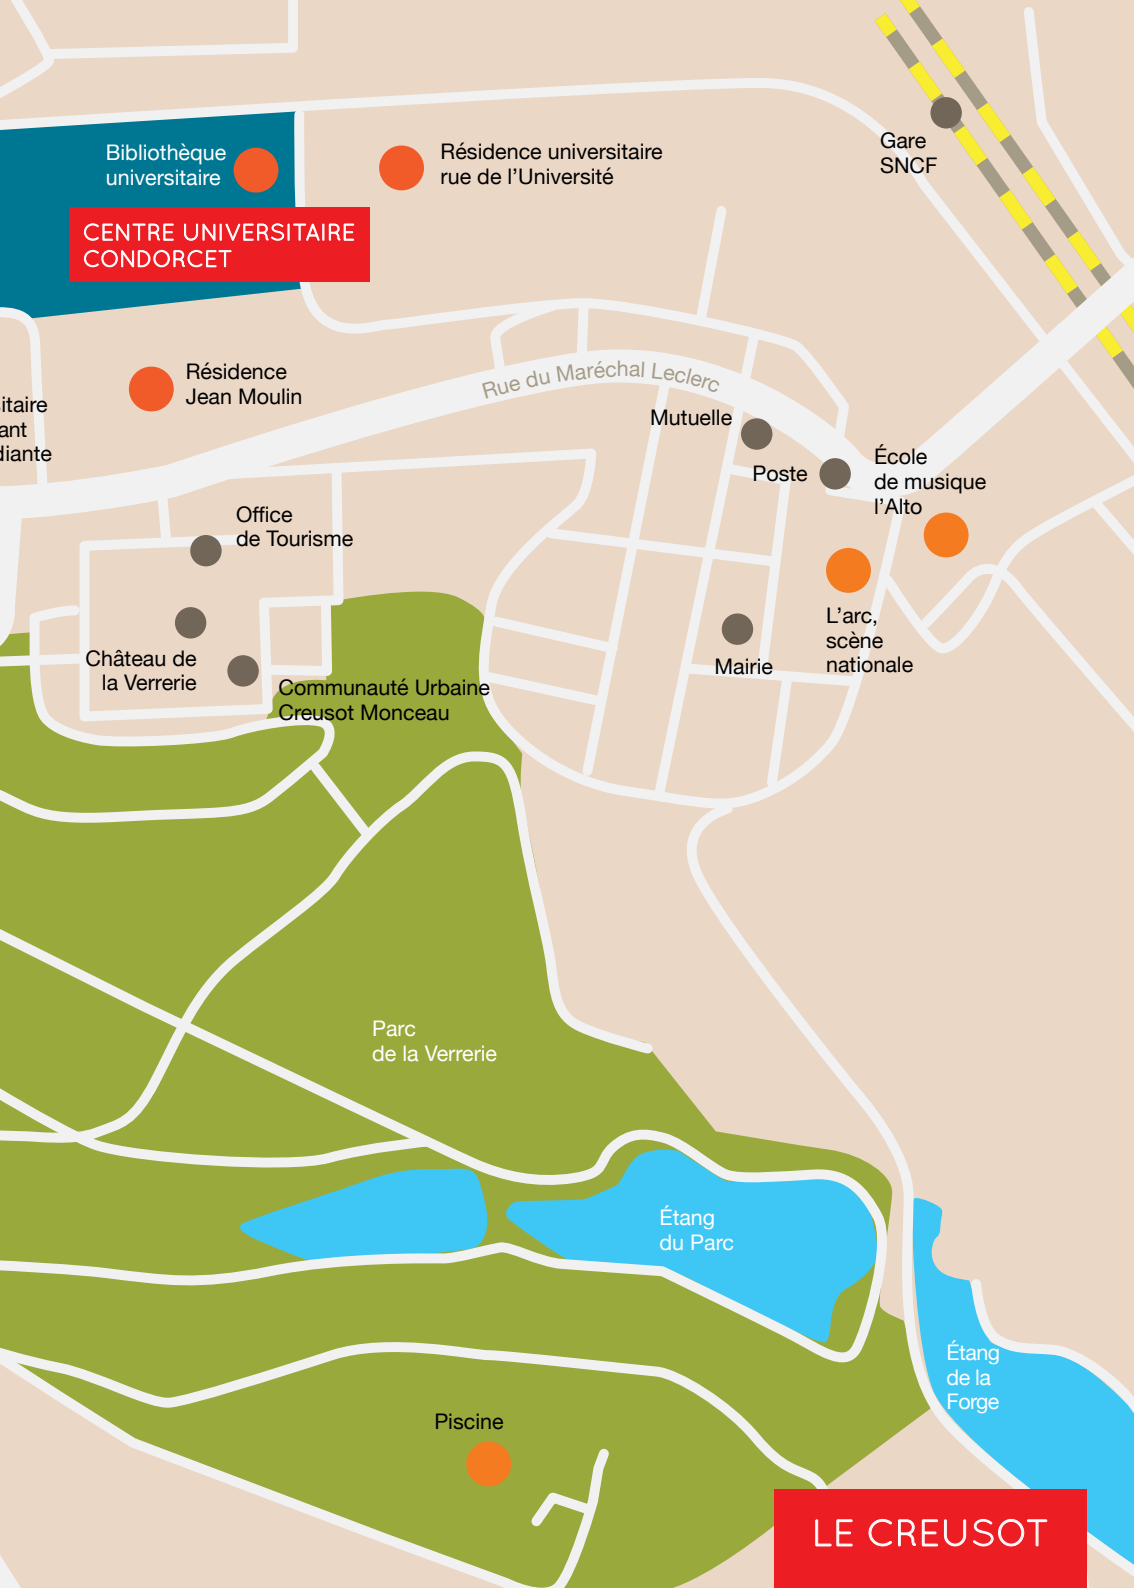 Gare
SNCF
Bibliothèque
universitaire
Résidence universitaire
rue de l'Université
CENTRE UNIVERSITAIRE
CONDORCET
Résidence
Jean Moulin
Rue du Maréchal Leclerc
itaire
ant
diante
Mutuelle
Poste
École
de musique
l'Alto
Office
de Tourisme
L'arc,
scène
nationale
Château de
la Verrerie
Mairie
Communauté Urbaine
Creusot Monceau
Parc
de la Verrerie
Étang
du Parc
Étang
de la
Forge
Piscine
LE CREUSOT